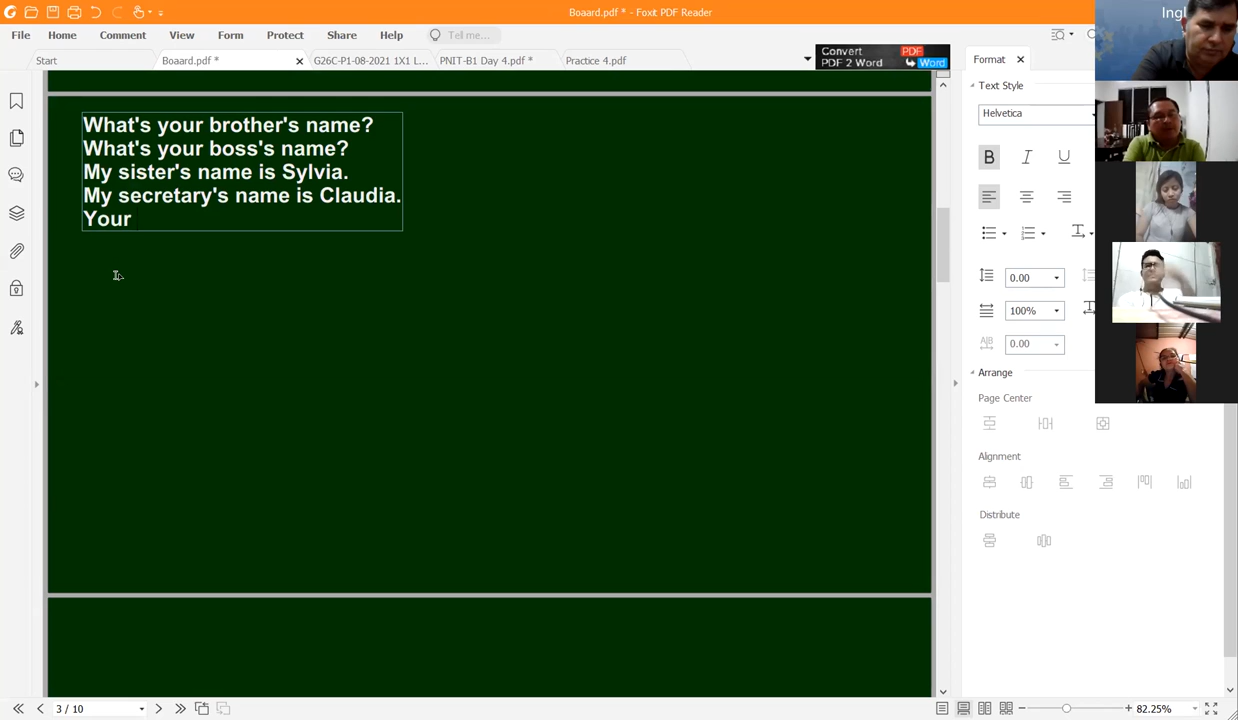 Boaard.pdf * - Foxit PDF Reader
Ingl
File Home Comment View Form Protect Share Help Tell me...
Start Boaard.pdf * G26C-P1-08-2021 1X1 L... PNIT-B1 Day 4.pdf * Practice 4.pdf
Convert PDF
PDF 2 Word Word
Format
Text Style
Helvetica
B I U
0.00
100%
0.00
Arrange
Page Center
Alignment
Distribute
What's your brother's name?
What's your boss's name?
My sister's name is Sylvia.
My secretary's name is Claudia.
Your
3 / 10
82.25%